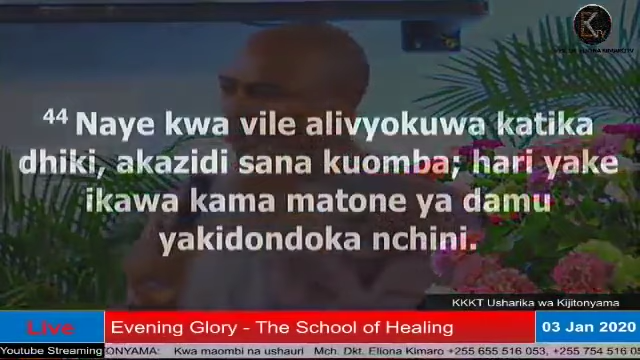 44 Naye kwa vile alivyokuwa katika
dhiki, akazidi sana kuomba; hari yake
ikawa kama matone ya damu
yakidondoka nchini.
KKKT Usharika wa Kijitonyama
Live
Evening Glory - The School of Healing
03 Jan 2020
Youtube Streaming
ONYAMA: Kwa maombi na ushauri Mch. Dkt. Eliona Kimaro +255 655 516 053, +255 754 516 0